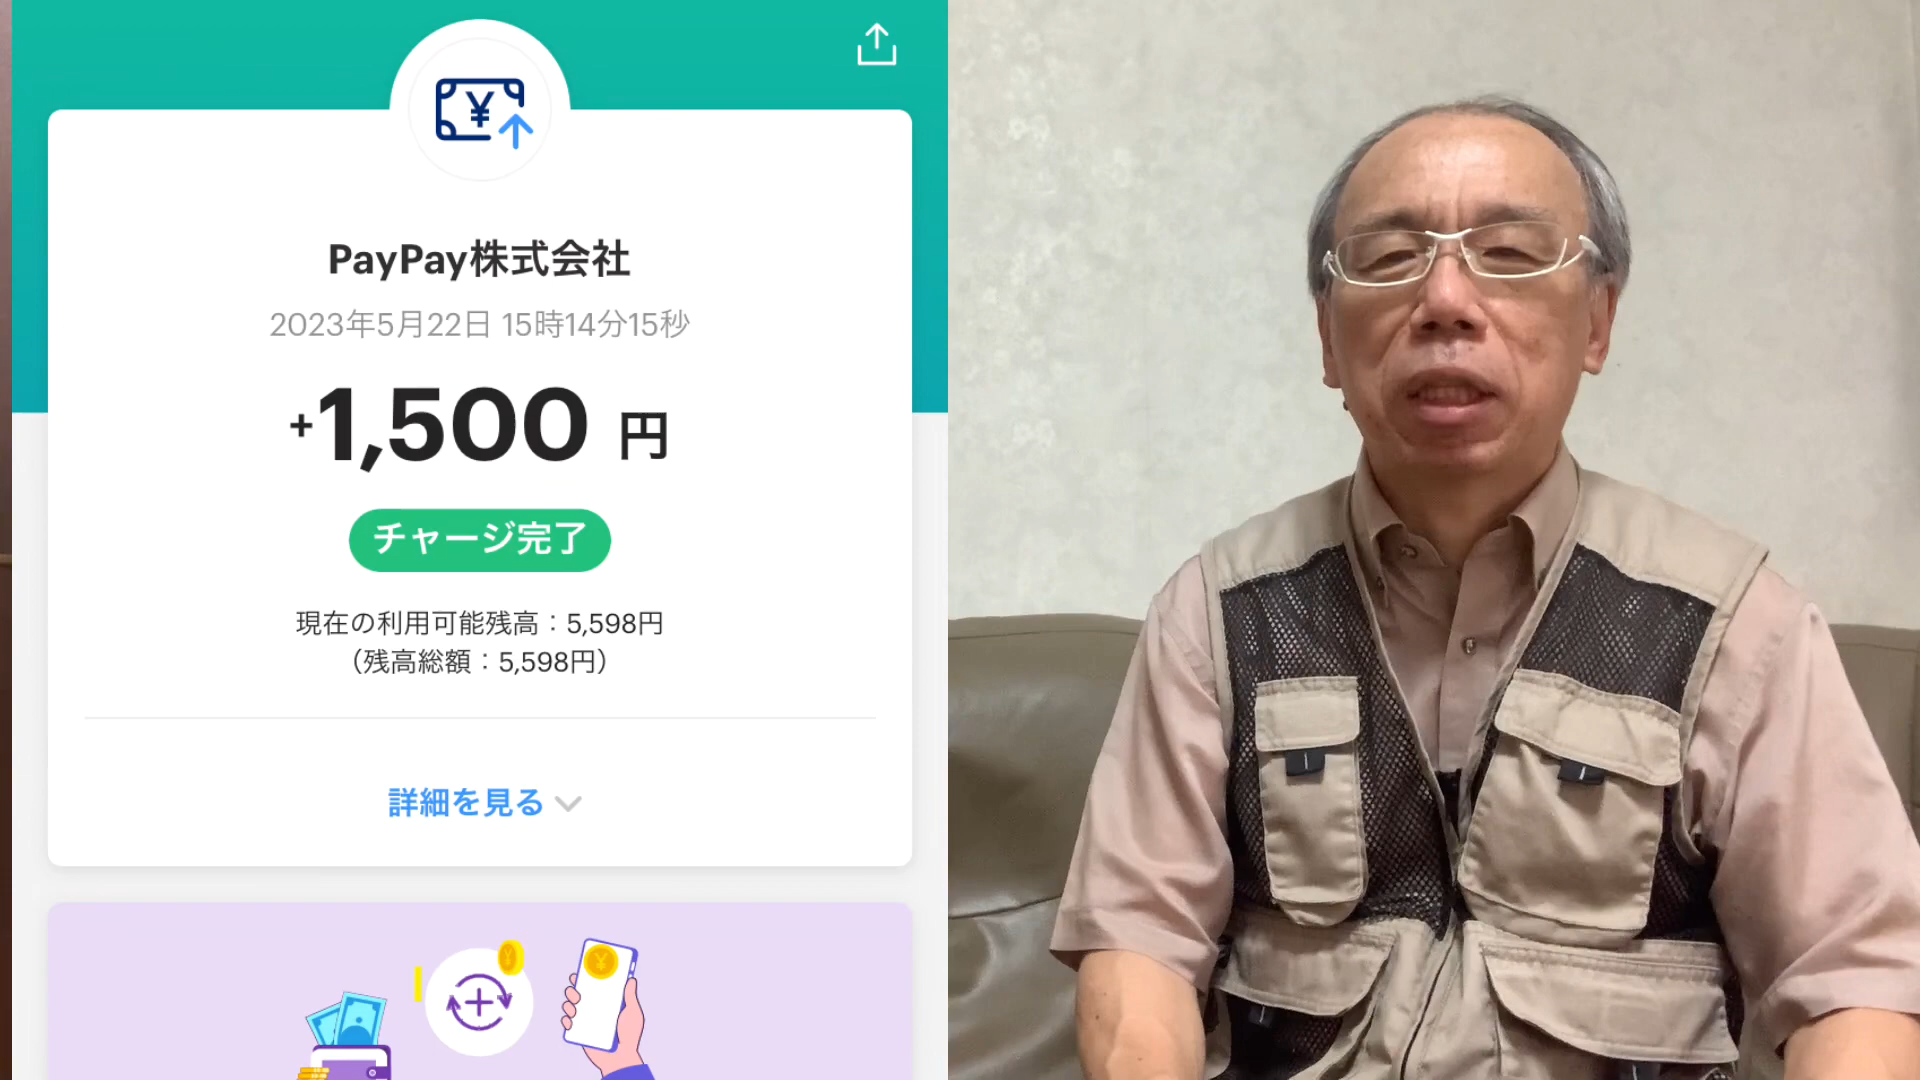 PayPay株式会社
2023年5月22日 15時14分15秒
+1,500 円
チャージ完了
現在の利用可能残高：5,598円
（残高総額：5,598円）
詳細を見る